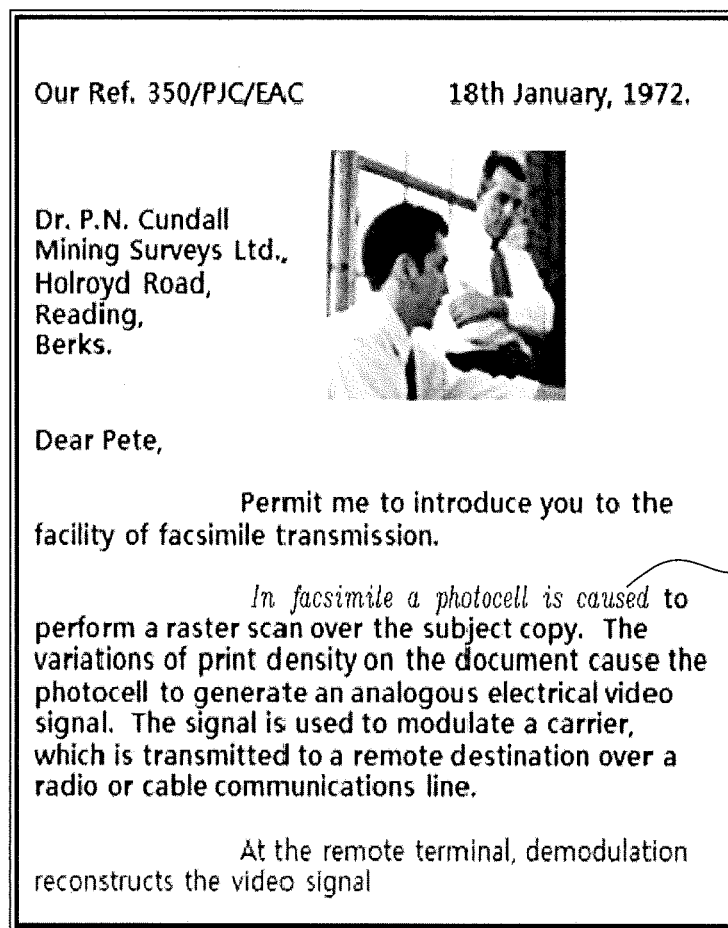 Our Ref. 350/PJC/EAC 18th January, 1972.
Dr. P.N. Cundall
Mining Surveys Ltd.,
Holroyd Road,
Reading,
Berks.
Dear Pete,
Permit me to introduce you to the
facility of facsimile transmission.
In facsimile a photocell is caused to
perform a raster scan over the subject copy. The
variations of print density on the document cause the
photocell to generate an analogous electrical video
signal. The signal is used to modulate a carrier,
which is transmitted to a remote destination over a
radio or cable communications line.
At the remote terminal, demodulation
reconstructs the video signal